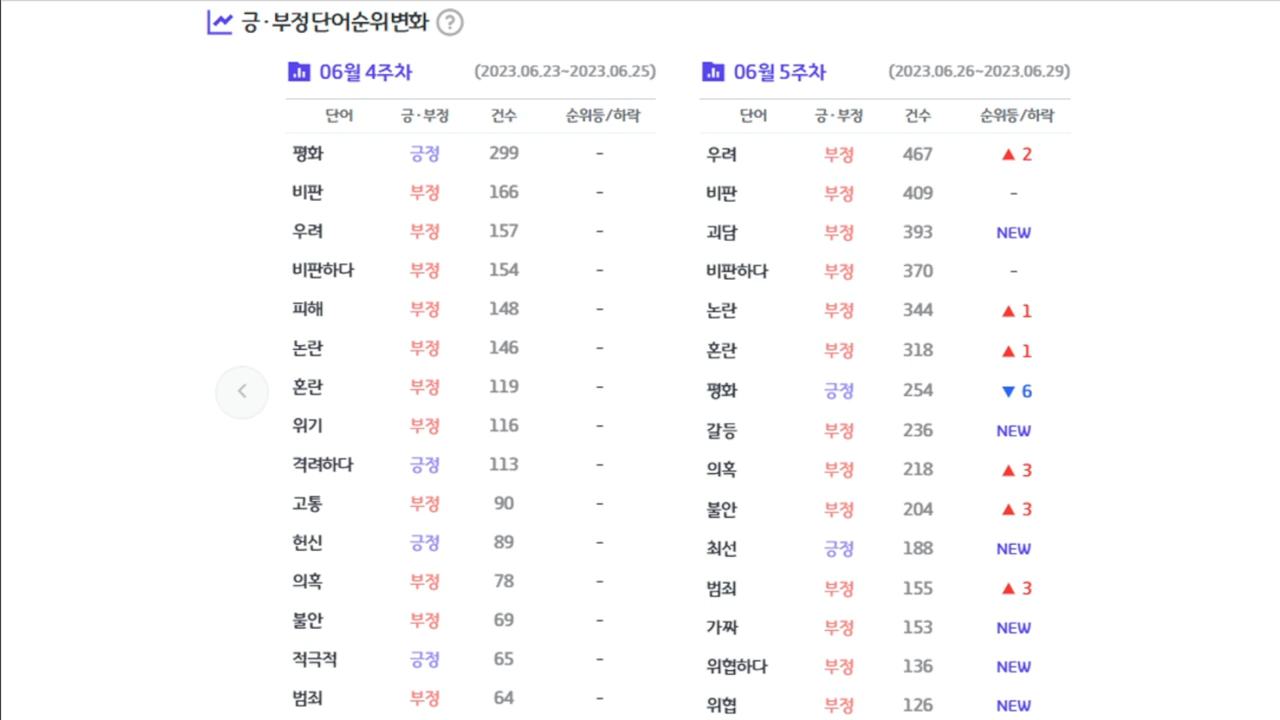 긍·부정단어순위변화 ?
06월 4주차 (2023.06.23~2023.06.25)
단어 긍·부정 건수 순위등/하락
평화 긍정 299 -
비판 부정 166 -
우려 부정 157 -
비판하다 부정 154 -
피해 부정 148 -
논란 부정 146 -
혼란 부정 119 -
위기 부정 116 -
격려하다 긍정 113 -
고통 부정 90 -
헌신 긍정 89 -
의혹 부정 78 -
불안 부정 69 -
적극적 긍정 65 -
범죄 부정 64 -
06월 5주차 (2023.06.26~2023.06.29)
단어 긍·부정 건수 순위등/하락
우려 부정 467 ▲ 2
비판 부정 409 -
괴담 부정 393 NEW
비판하다 부정 370 -
논란 부정 344 ▲ 1
혼란 부정 318 ▲ 1
평화 긍정 254 ▼ 6
갈등 부정 236 NEW
의혹 부정 218 ▲ 3
불안 부정 204 ▲ 3
최선 긍정 188 NEW
범죄 부정 155 ▲ 3
가짜 부정 153 NEW
위협하다 부정 136 NEW
위협 부정 126 NEW